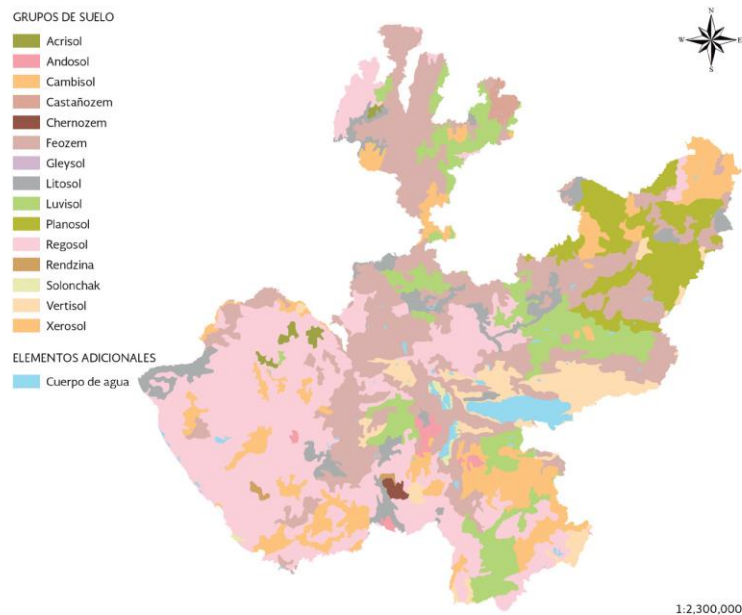 GRUPOS DE SUELO
Acrisol
Andosol
Cambisol
Castañozem
Chernozem
Feozem
Gleysol
Litosol
Luvisol
Planosol
Regosol
Rendzina
Solonchak
Vertisol
Xerosol
ELEMENTOS ADICIONALES
Cuerpo de agua
N
W
E
S
1:2,300,000